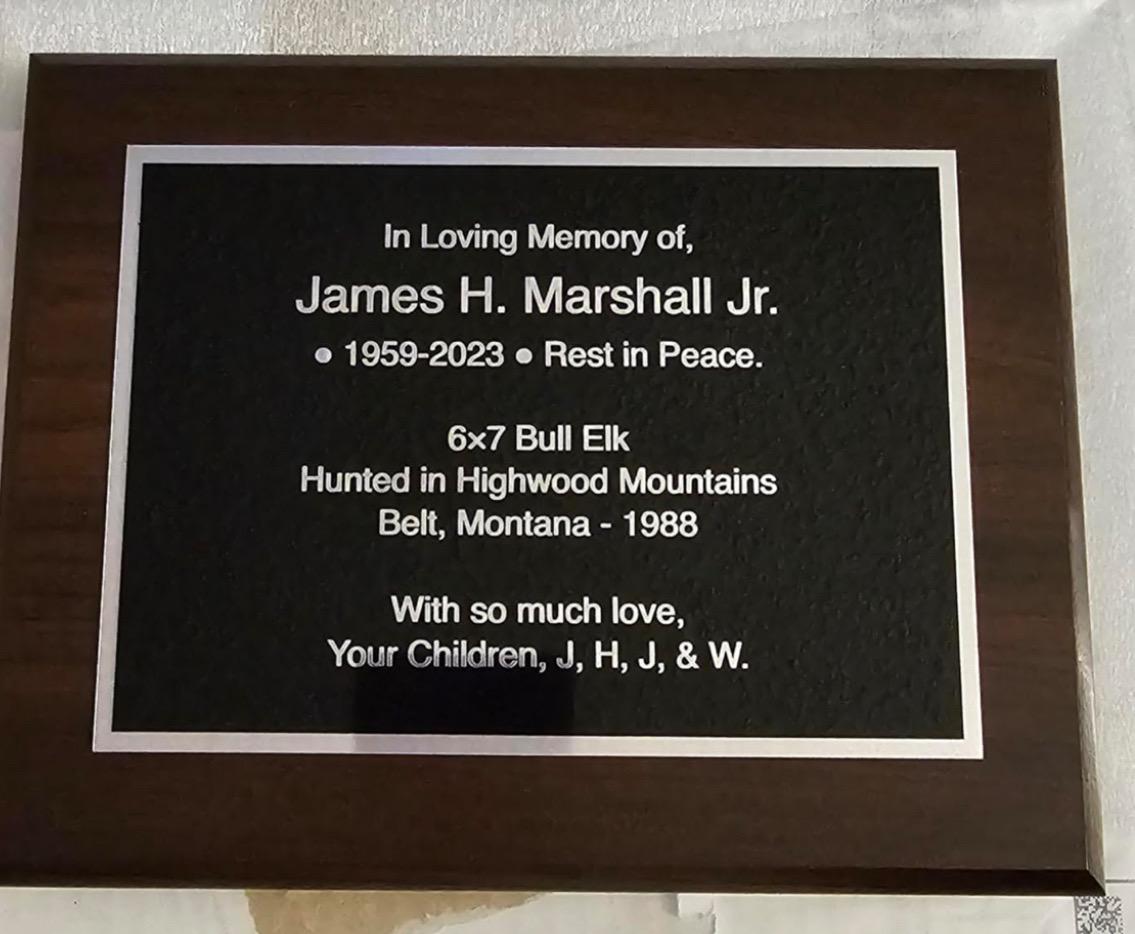 In Loving Memory of,
James H. Marshall Jr.
• 1959-2023 • Rest in Peace.
6x7 Bull Elk
Hunted in Highwood Mountains
Belt, Montana - 1988
With so much love,
Your Children, J, H, J, & W.